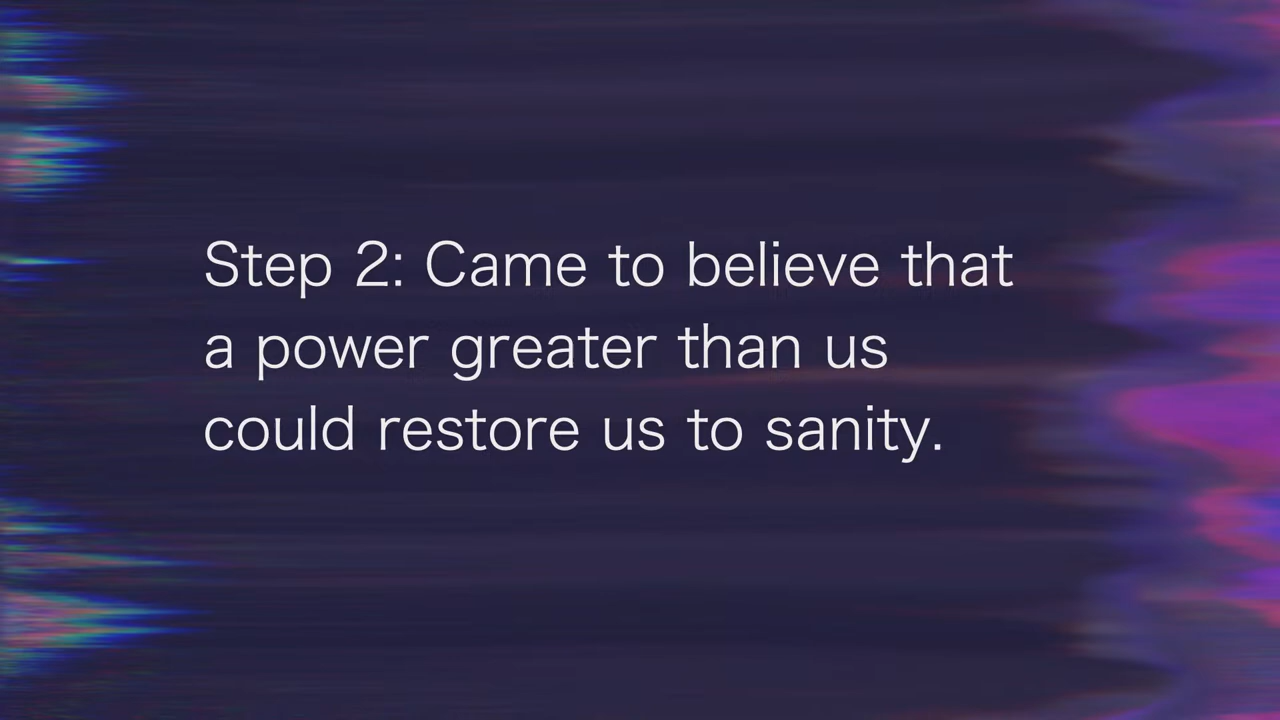 Step 2: Came to believe that
a power greater than us
could restore us to sanity.